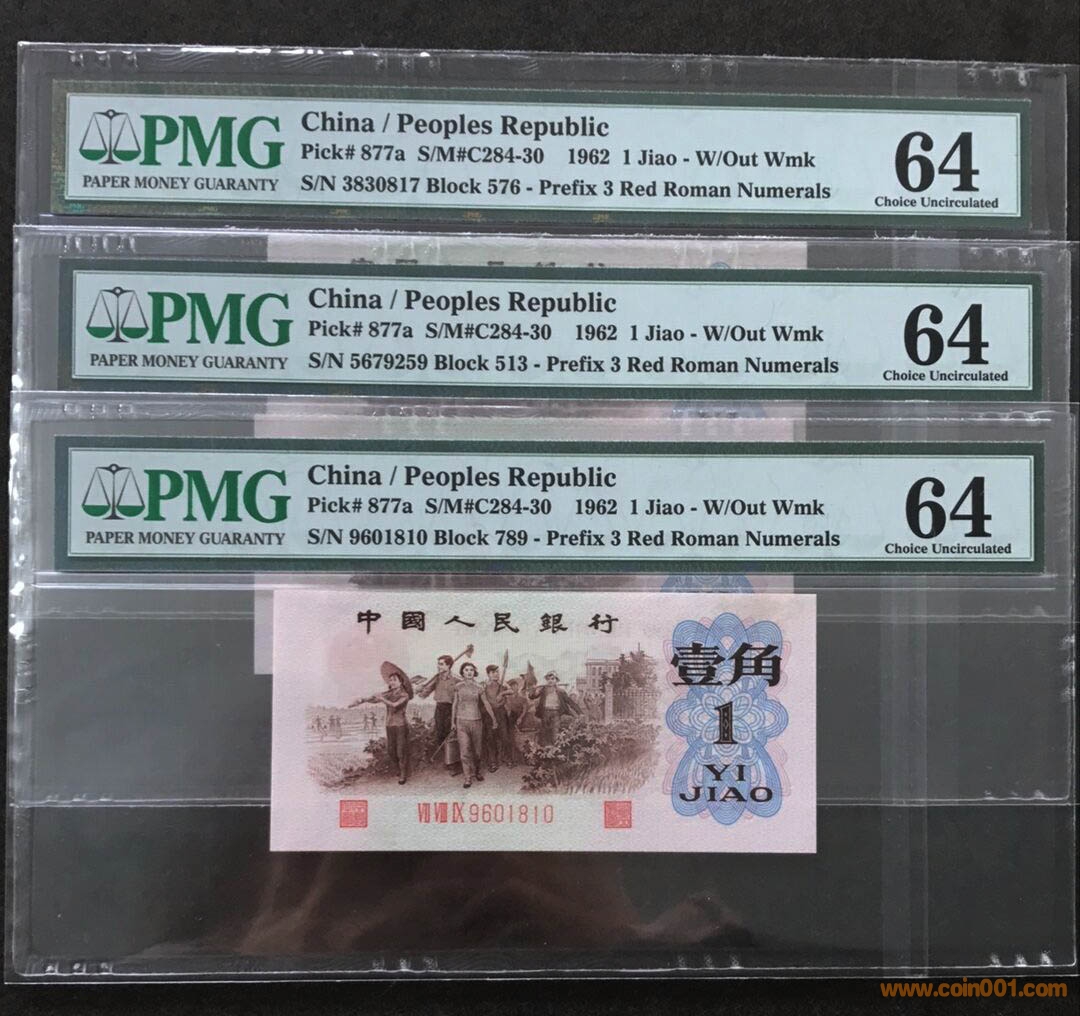 PMG
PAPER MONEY GUARANTY
China / Peoples Republic
Pick# 877a S/M#C284-30 1962 1 Jiao - W/Out Wmk
S/N 3830817 Block 576 - Prefix 3 Red Roman Numerals
64
Choice Uncirculated
PMG
PAPER MONEY GUARANTY
China / Peoples Republic
Pick# 877a S/M#C284-30 1962 1 Jiao - W/Out Wmk
S/N 5679259 Block 513 - Prefix 3 Red Roman Numerals
64
Choice Uncirculated
PMG
PAPER MONEY GUARANTY
China / Peoples Republic
Pick# 877a S/M#C284-30 1962 1 Jiao - W/Out Wmk
S/N 9601810 Block 789 - Prefix 3 Red Roman Numerals
64
Choice Uncirculated
中國人民銀行
壹角
1
YI
JIAO
ⅦⅧⅨ9601810
www.coin001.com